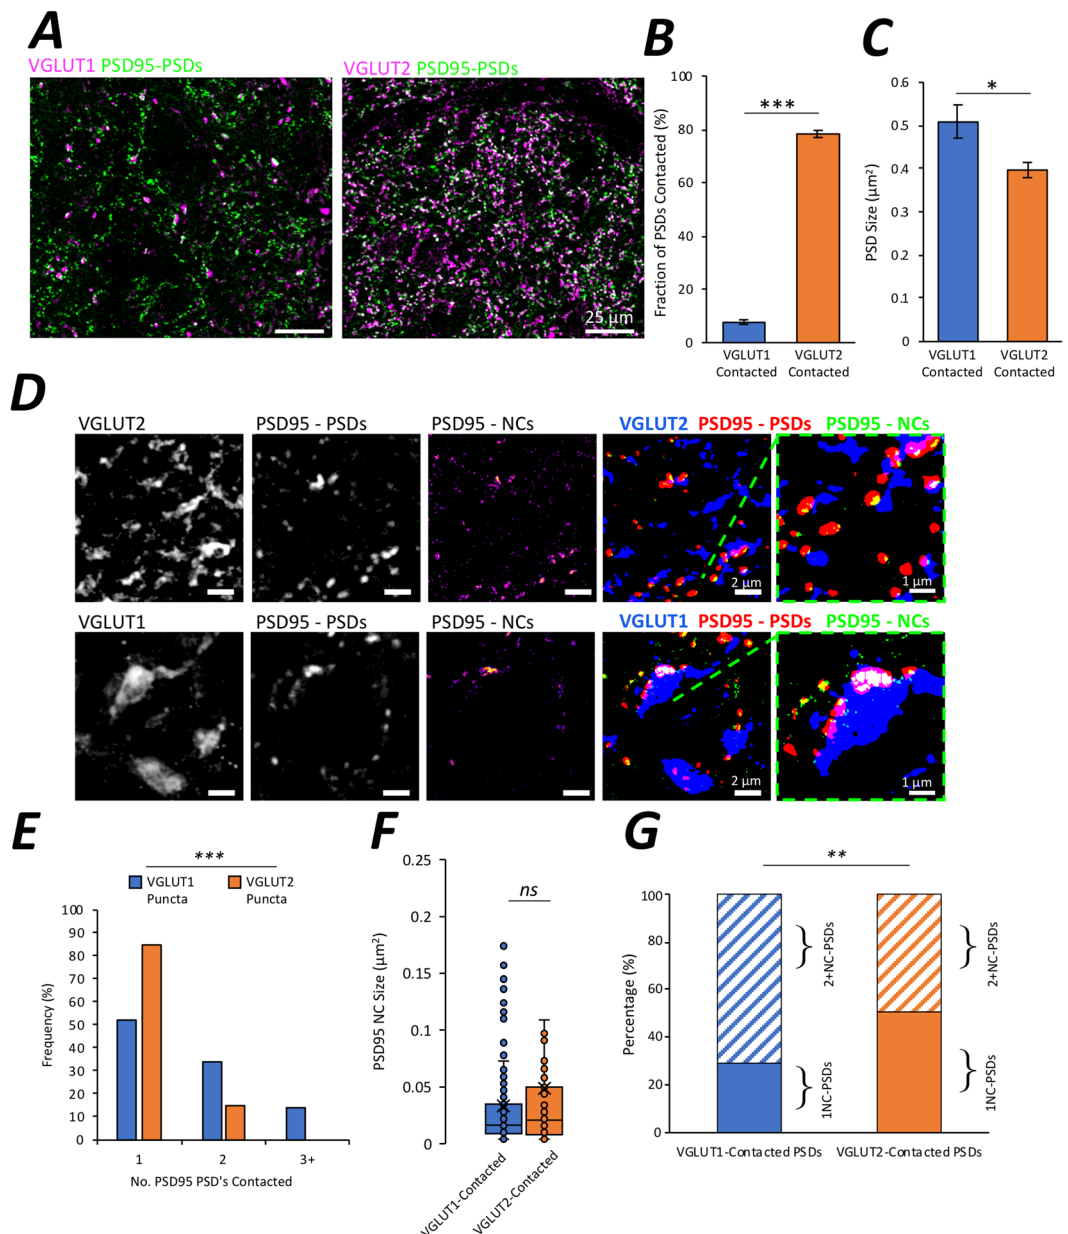 A
VGLUT1 PSD95-PSDs
VGLUT2 PSD95-PSDs
25 µm
B
Fraction of PSDs Contacted (%)
100
80
60
40
20
0
***
VGLUT1
Contacted
VGLUT2
Contacted
C
PSD Size (µm²)
0.6
0.5
0.4
0.3
0.2
0.1
0
*
VGLUT1
Contacted
VGLUT2
Contacted
D
VGLUT2
PSD95 - PSDs
PSD95 - NCs
VGLUT2 PSD95 - PSDs PSD95 - NCs
2 µm
1 µm
VGLUT1
PSD95 - PSDs
PSD95 - NCs
VGLUT1 PSD95 - PSDs PSD95 - NCs
2 µm
1 µm
E
***
VGLUT1
Puncta
VGLUT2
Puncta
Frequency (%)
100
90
80
70
60
50
40
30
20
10
0
1
2
3+
No. PSD95 PSD's Contacted
F
PSD95 NC Size (µm²)
0.25
0.2
0.15
0.1
0.05
0
ns
VGLUT1-Contacted
VGLUT2-Contacted
G
**
Percentage (%)
100
80
60
40
20
0
2+NC-PSDs
1NC-PSDs
2+NC-PSDs
1NC-PSDs
VGLUT1-Contacted PSDs
VGLUT2-Contacted PSDs